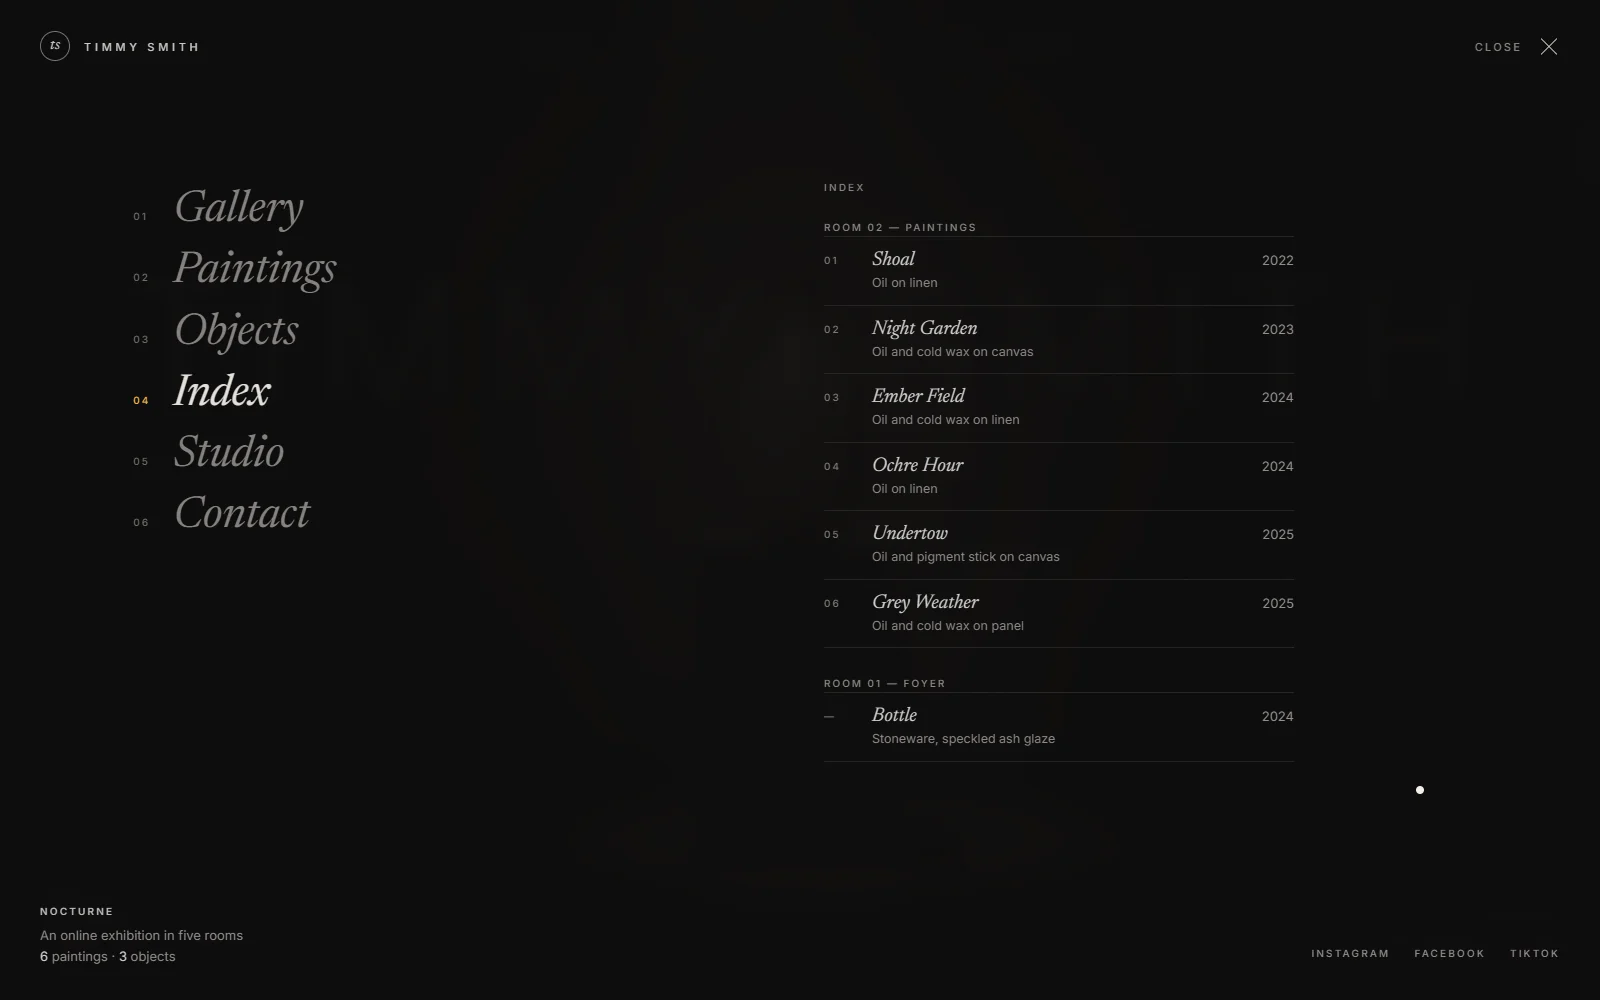 ts TIMMY SMITH
CLOSE
01 Gallery
02 Paintings
03 Objects
04 Index
05 Studio
06 Contact
INDEX
ROOM 02 — PAINTINGS
01 Shoal 2022
Oil on linen
02 Night Garden 2023
Oil and cold wax on canvas
03 Ember Field 2024
Oil and cold wax on linen
04 Ochre Hour 2024
Oil on linen
05 Undertow 2025
Oil and pigment stick on canvas
06 Grey Weather 2025
Oil and cold wax on panel
ROOM 01 — FOYER
— Bottle 2024
Stoneware, speckled ash glaze
NOCTURNE
An online exhibition in five rooms
6 paintings · 3 objects
INSTAGRAM FACEBOOK TIKTOK